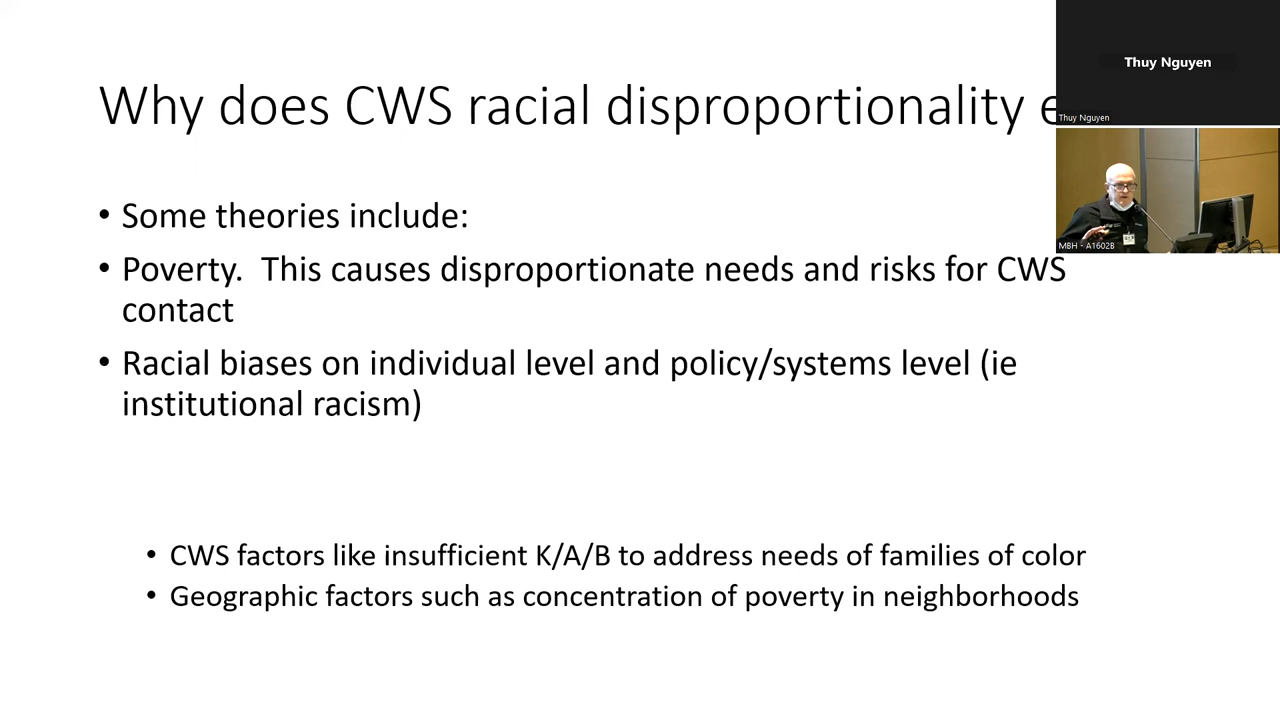 Why does CWS racial disproportionality e
• Some theories include:
• Poverty.  This causes disproportionate needs and risks for CWS
contact
• Racial biases on individual level and policy/systems level (ie
institutional racism)
• CWS factors like insufficient K/A/B to address needs of families of color
• Geographic factors such as concentration of poverty in neighborhoods
Thuy Nguyen
Thuy Nguyen
MBH - A1602B